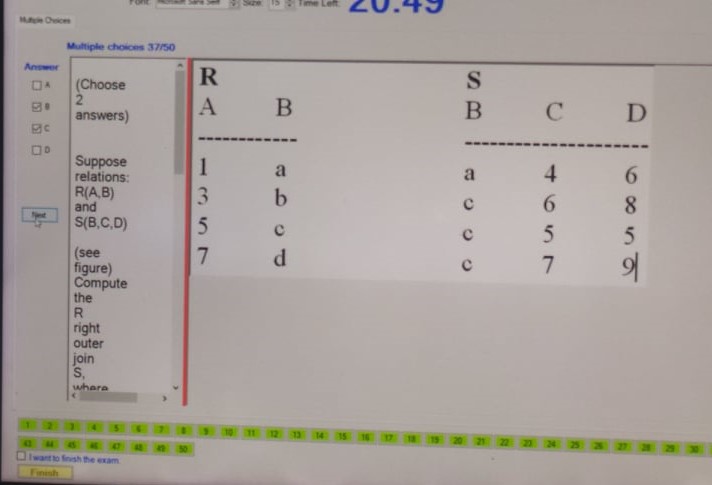 Font: Microsoft Sans Serif Size: 15 Time Left: 20:49
Multiple Choices
Multiple choices 37/50
Answer
A
B
C
D
Next
(Choose
2
answers)
Suppose
relations:
R(A,B)
and
S(B,C,D)
(see
figure)
Compute
the
R
right
outer
join
S,
where
R
A B
------------
1 a
3 b
5 c
7 d
S
B C D
----------------------
a 4 6
c 6 8
c 5 5
c 7 9
1 2 3 4 5 6 7 8 9 10 11 12 13 14 15 16 17 18 19 20 21 22 23 24 25 26 27 28 29 30
43 44 45 46 47 48 49 50
I want to finish the exam.
Finish